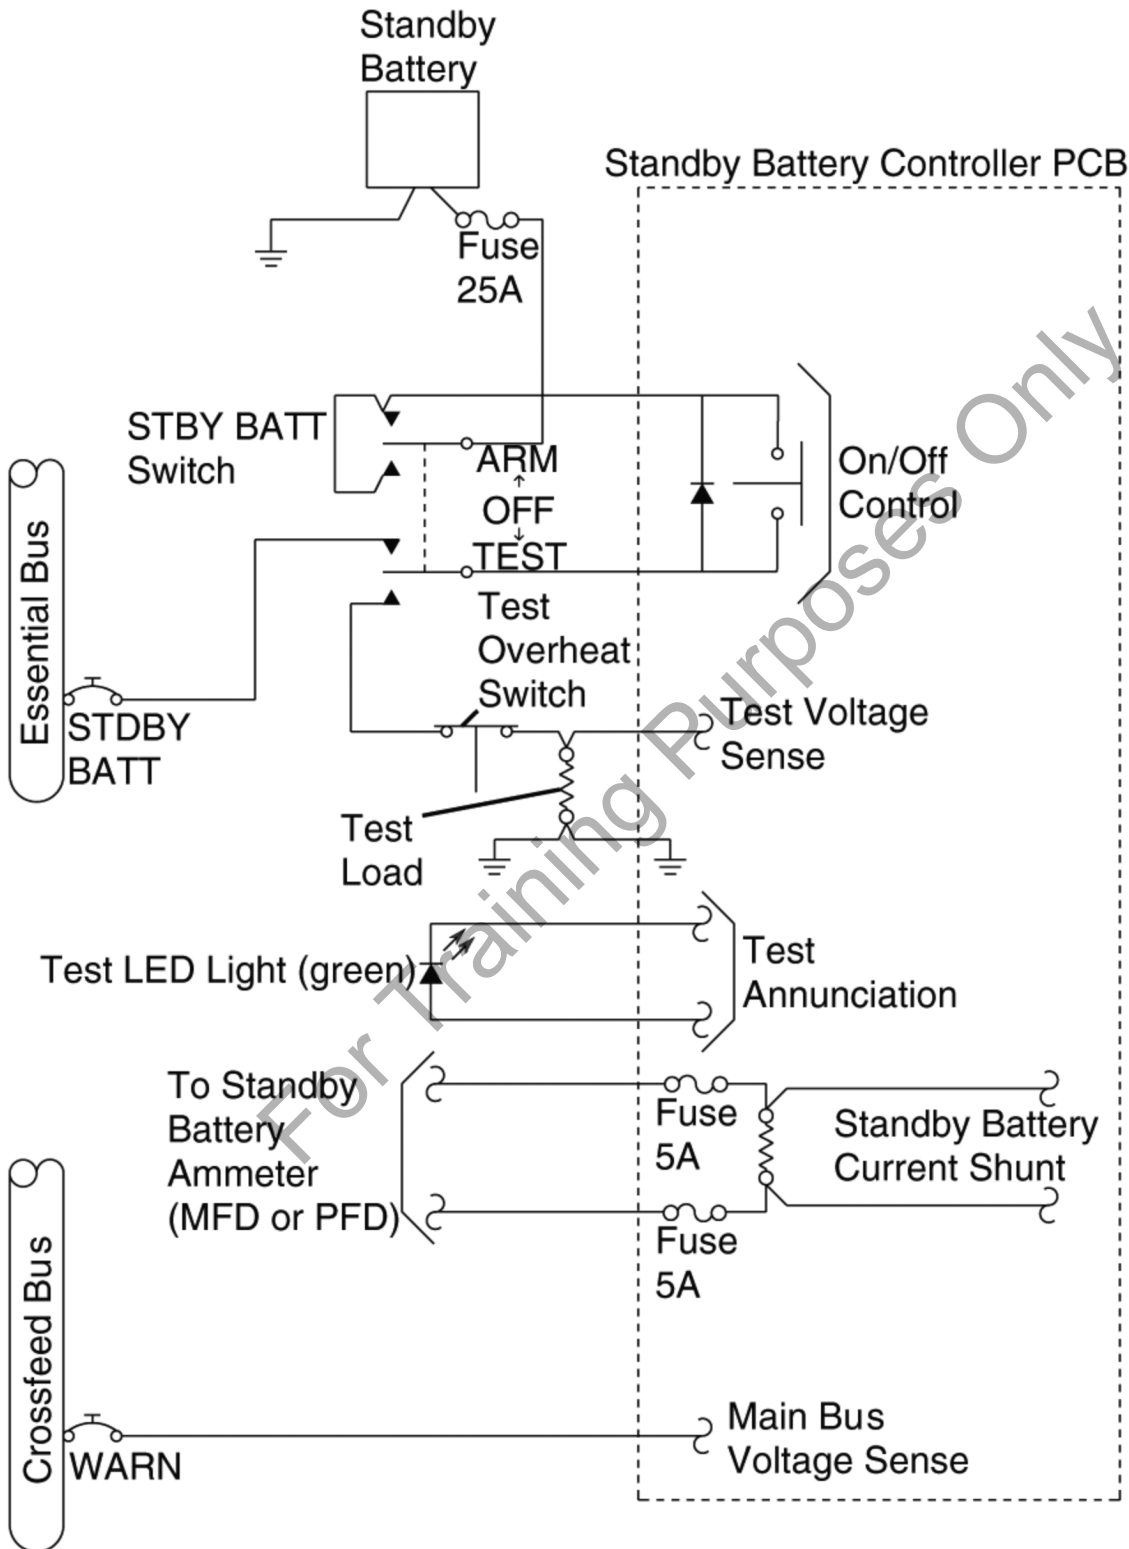 Standby
Battery
Standby Battery Controller PCB
Fuse
25A
STBY BATT
Switch
ARM
OFF
TEST
On/Off
Control
Essential Bus
STDBY
BATT
Test
Overheat
Switch
Test Voltage
Sense
Test
Load
Test LED Light (green)
Test
Annunciation
To Standby
Battery
Ammeter
(MFD or PFD)
Fuse
5A
Standby Battery
Current Shunt
Fuse
5A
Crossfeed Bus
WARN
Main Bus
Voltage Sense
For Training Purposes Only